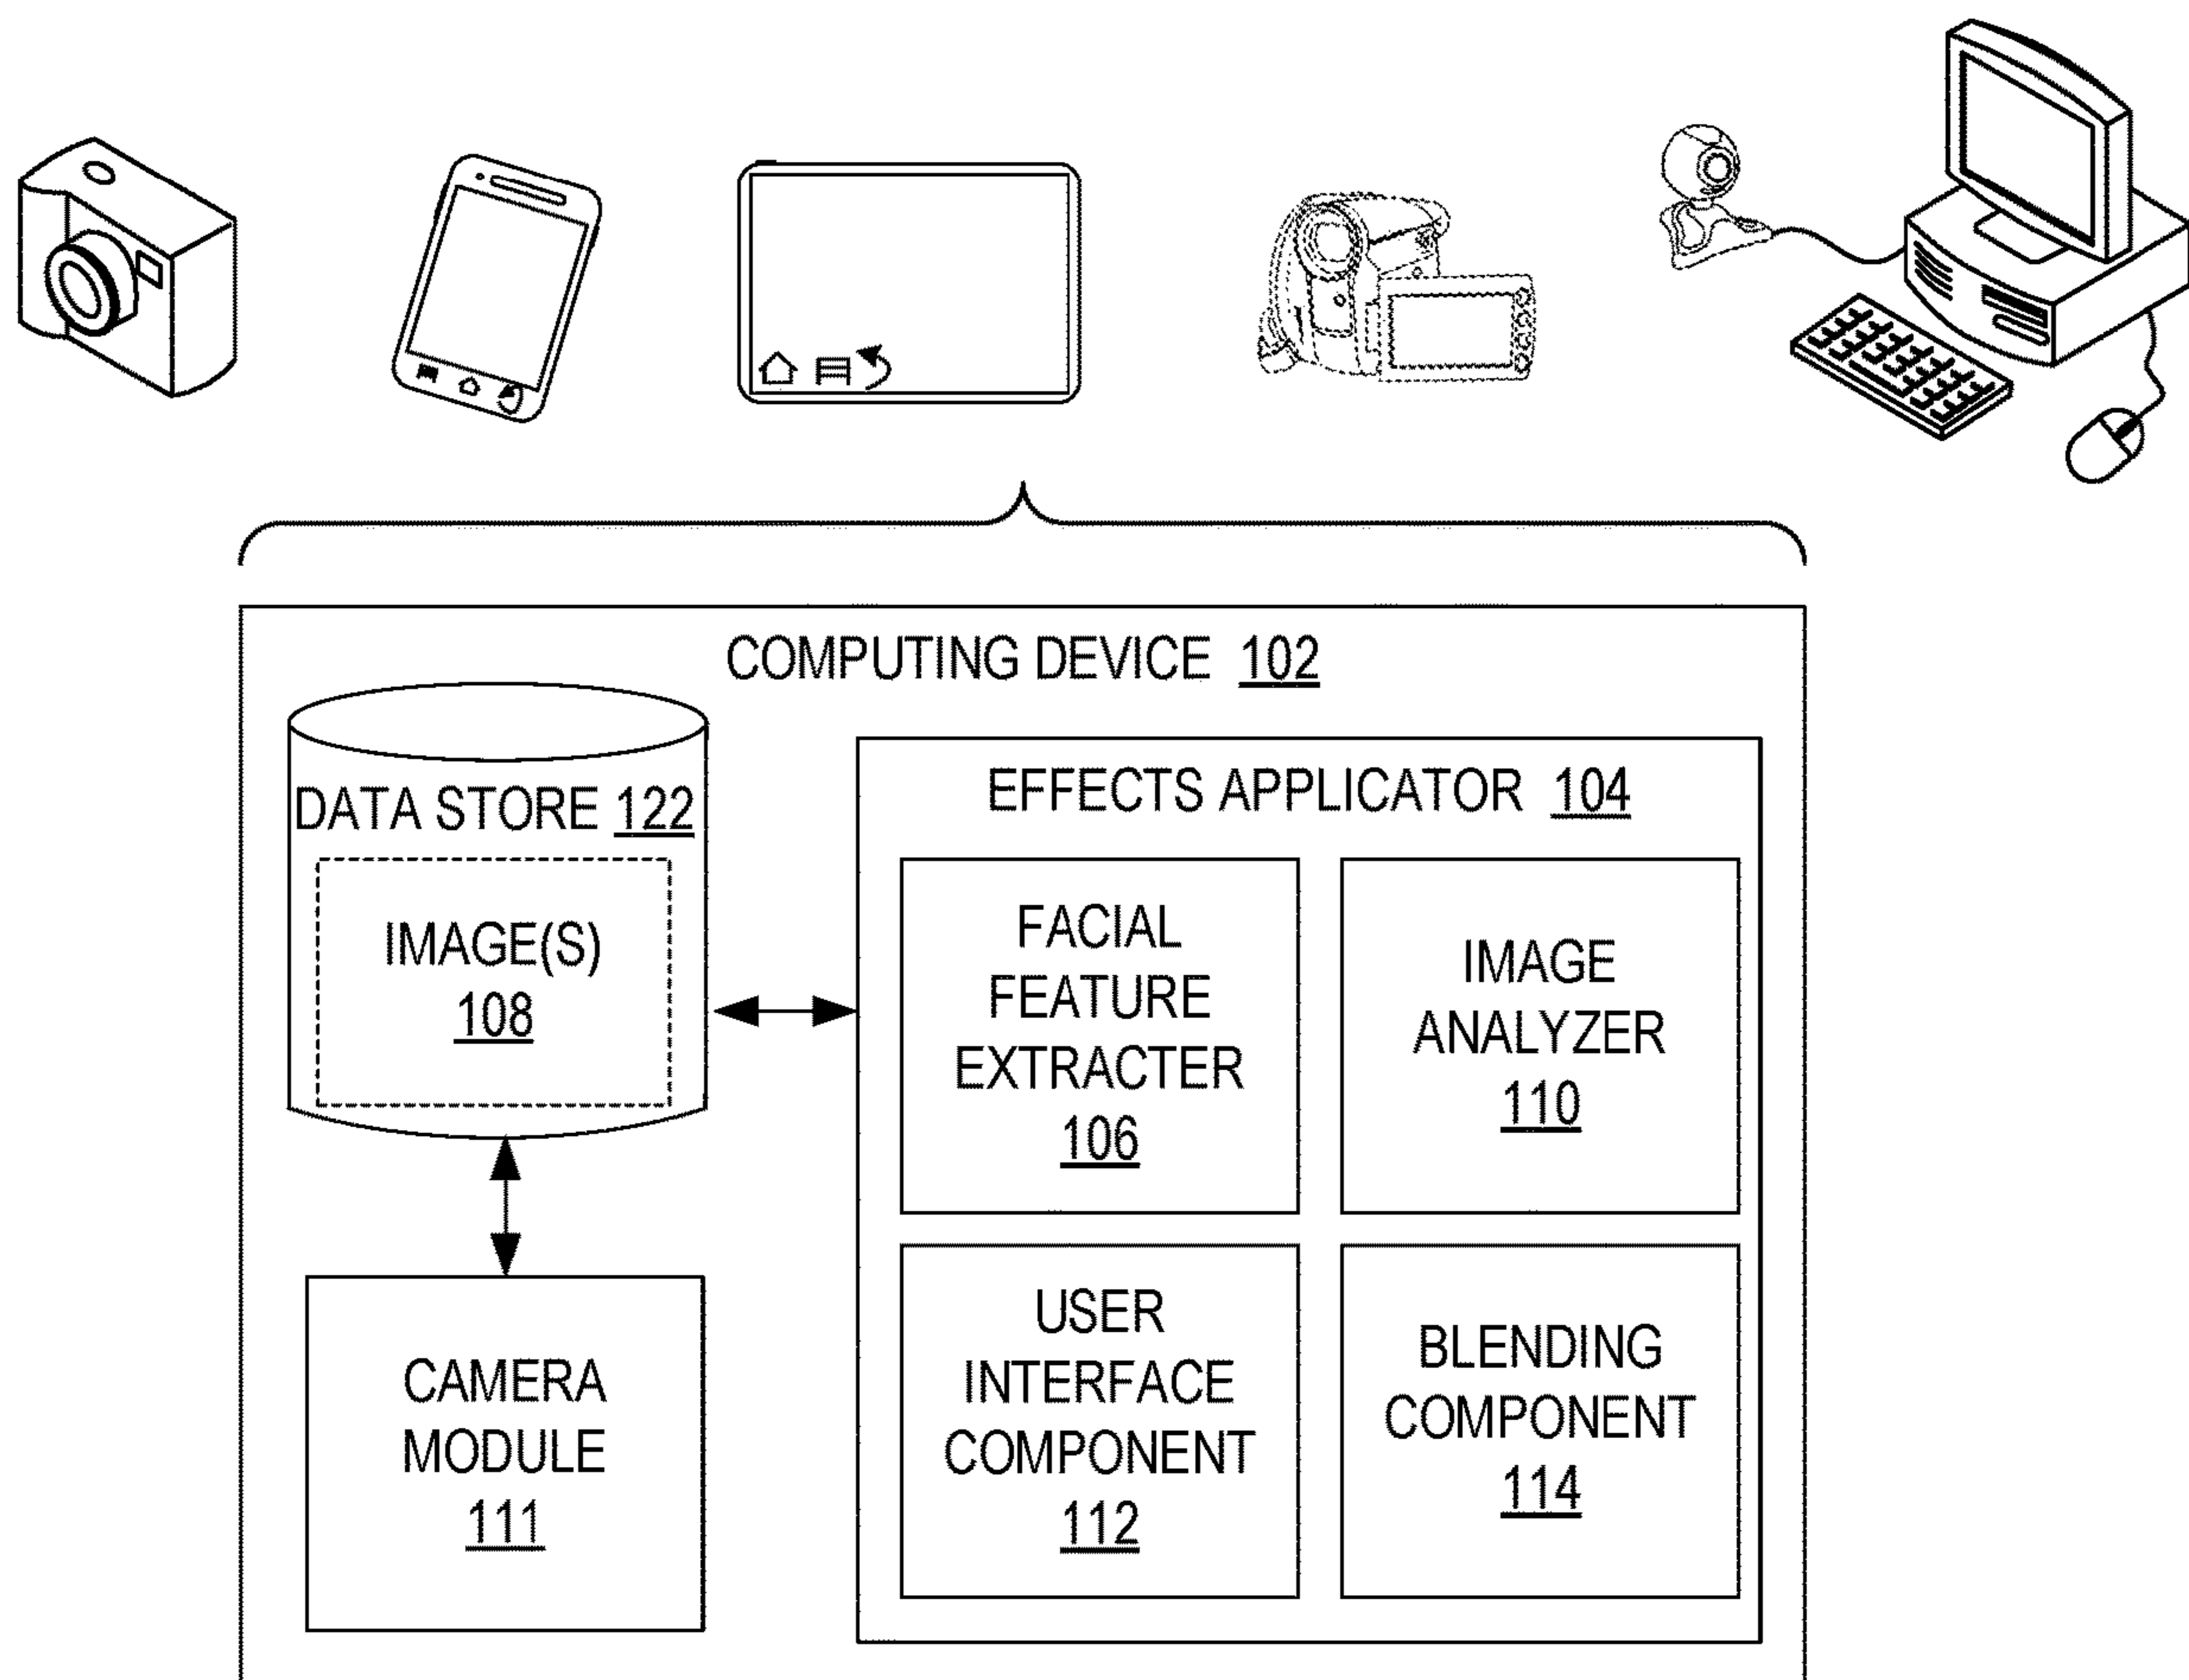 COMPUTING DEVICE 102
DATA STORE 122
IMAGE(S)
108
CAMERA
MODULE
111
EFFECTS APPLICATOR 104
FACIAL
FEATURE
EXTRACTER
106
IMAGE
ANALYZER
110
USER
INTERFACE
COMPONENT
112
BLENDING
COMPONENT
114